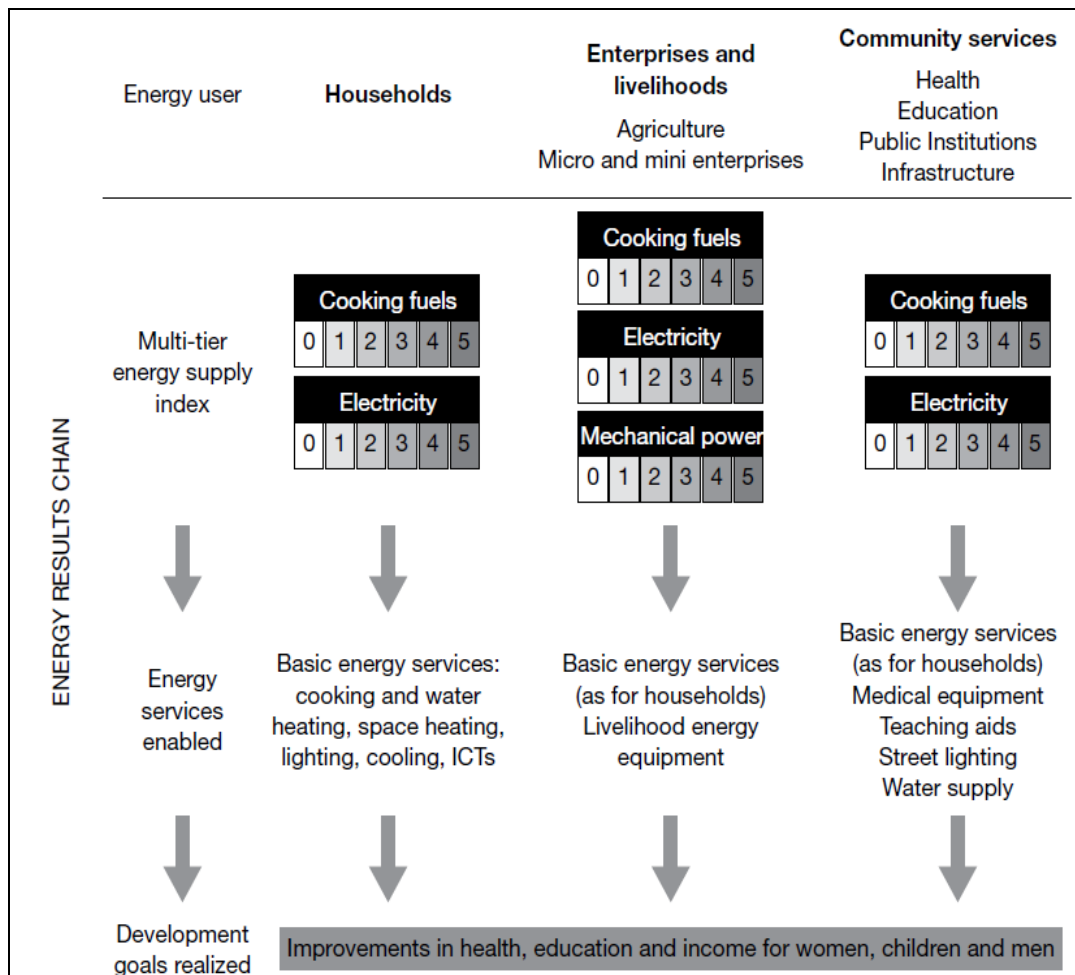 Energy user
Households
Enterprises and
livelihoods
Agriculture
Micro and mini enterprises
Community services
Health
Education
Public Institutions
Infrastructure
ENERGY RESULTS CHAIN
Multi-tier
energy supply
index
Cooking fuels
0 1 2 3 4 5
Electricity
0 1 2 3 4 5
Cooking fuels
0 1 2 3 4 5
Electricity
0 1 2 3 4 5
Mechanical power
0 1 2 3 4 5
Cooking fuels
0 1 2 3 4 5
Electricity
0 1 2 3 4 5
Energy
services
enabled
Basic energy services:
cooking and water
heating, space heating,
lighting, cooling, ICTs
Basic energy services
(as for households)
Livelihood energy
equipment
Basic energy services
(as for households)
Medical equipment
Teaching aids
Street lighting
Water supply
Development
goals realized
Improvements in health, education and income for women, children and men